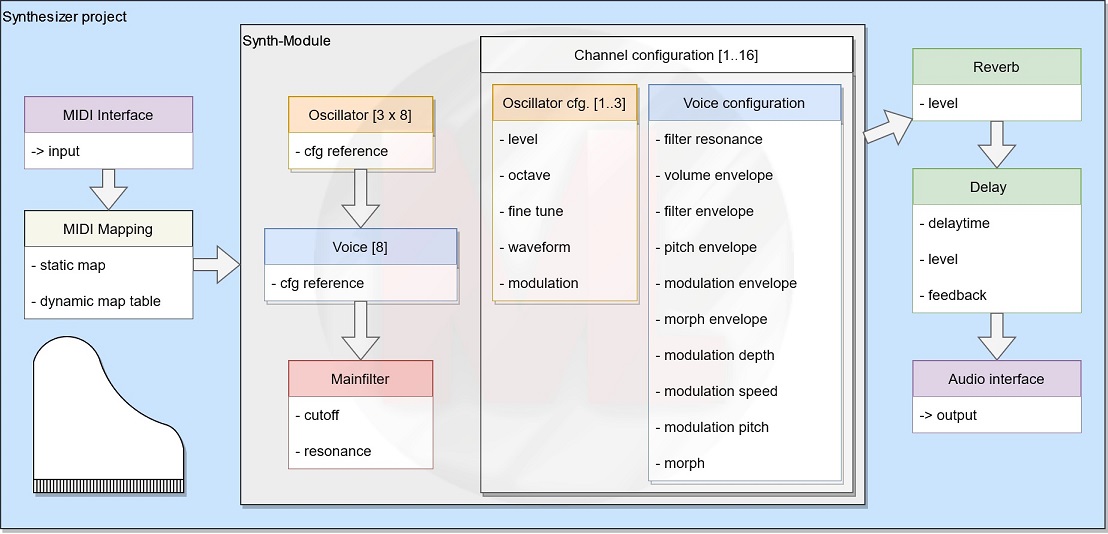 Synthesizer project
MIDI Interface
-> input
MIDI Mapping
- static map
- dynamic map table
Synth-Module
Oscillator [3 x 8]
- cfg reference
Voice [8]
- cfg reference
Mainfilter
- cutoff
- resonance
Channel configuration [1..16]
Oscillator cfg. [1..3]
- level
- octave
- fine tune
- waveform
- modulation
Voice configuration
- filter resonance
- volume envelope
- filter envelope
- pitch envelope
- modulation envelope
- morph envelope
- modulation depth
- modulation speed
- modulation pitch
- morph
Reverb
- level
Delay
- delaytime
- level
- feedback
Audio interface
-> output